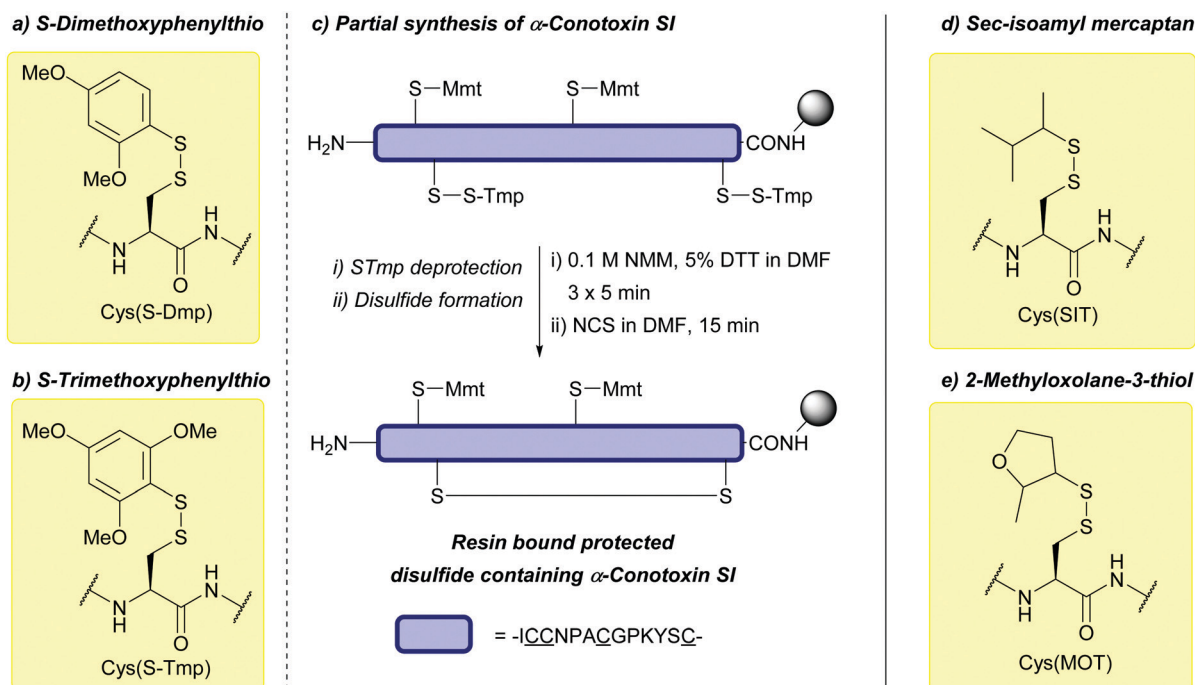 a) S-Dimethoxyphenylthio
MeO
MeO
S
S
H
N
N
H
O
Cys(S-Dmp)
b) S-Trimethoxyphenylthio
MeO
OMe
MeO
S
S
H
N
N
H
O
Cys(S-Tmp)
c) Partial synthesis of α-Conotoxin SI
S–Mmt
S–Mmt
H₂N
CONH
S–S-Tmp
S–S-Tmp
i) STmp deprotection
ii) Disulfide formation
i) 0.1 M NMM, 5% DTT in DMF
3 x 5 min
ii) NCS in DMF, 15 min
S–Mmt
S–Mmt
H₂N
CONH
S
S
Resin bound protected
disulfide containing α-Conotoxin SI
= -ICCNPACGPKYSC-
d) Sec-isoamyl mercaptan
S
S
H
N
N
H
O
Cys(SIT)
e) 2-Methyloxolane-3-thiol
O
S
S
H
N
N
H
O
Cys(MOT)